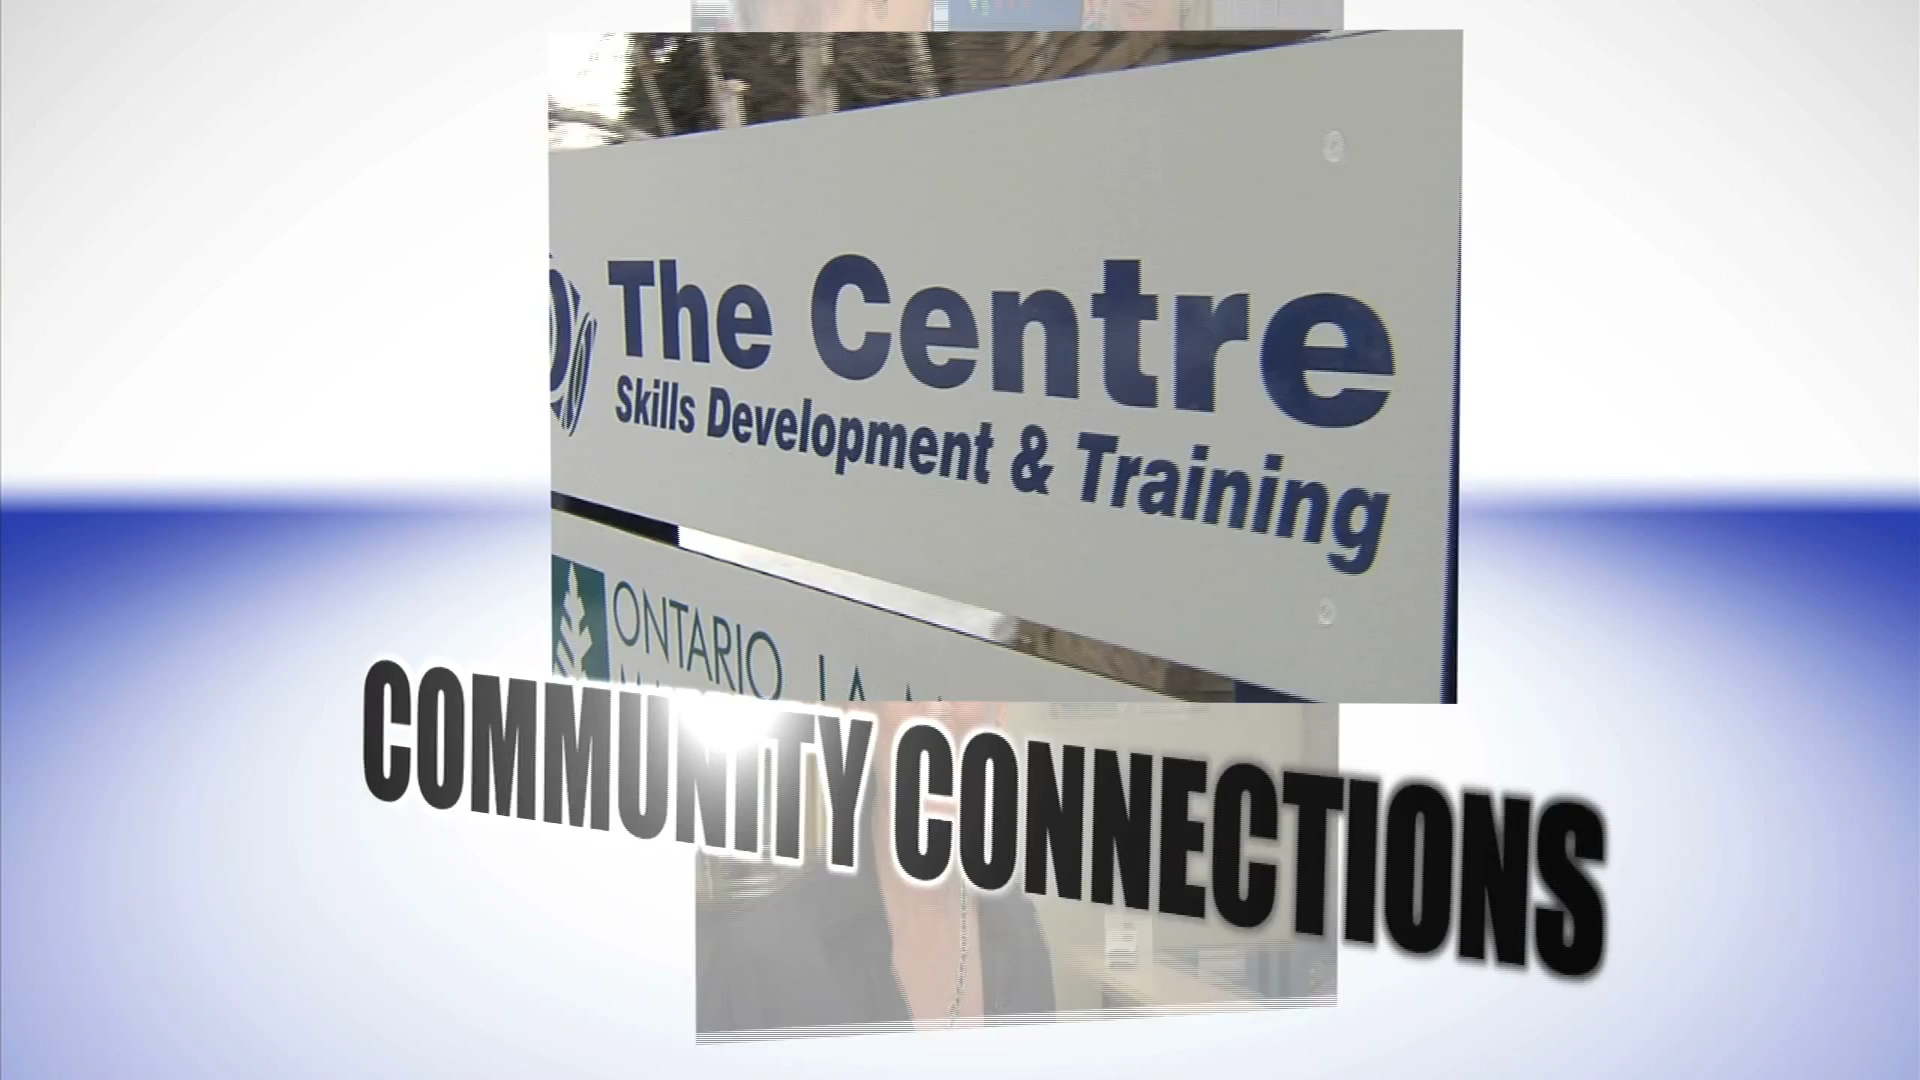 The Centre
Skills Development & Training
ONTARIO
COMMUNITY CONNECTIONS